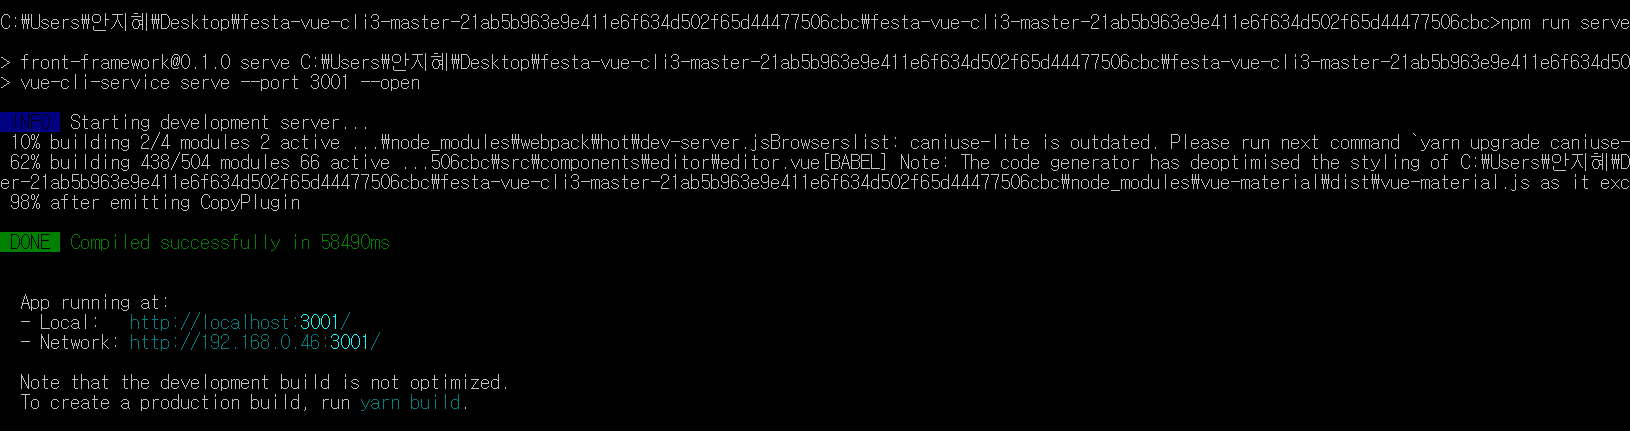 C:\Users\안지혜\Desktop\festa-vue-cli3-master-21ab5b963e9e411e6f634d502f65d44477506cbc\festa-vue-cli3-master-21ab5b963e9e411e6f634d502f65d44477506cbc>npm run serve
> front-framework@0.1.0 serve C:\Users\안지혜\Desktop\festa-vue-cli3-master-21ab5b963e9e411e6f634d502f65d44477506cbc\festa-vue-cli3-master-21ab5b963e9e411e6f634d50
> vue-cli-service serve --port 3001 --open
INFO Starting development server...
10% building 2/4 modules 2 active ...\node_modules\webpack\hot\dev-server.jsBrowserslist: caniuse-lite is outdated. Please run next command `yarn upgrade caniuse-
62% building 438/504 modules 66 active ...506cbc\src\components\editor\editor.vue[BABEL] Note: The code generator has deoptimised the styling of C:\Users\안지혜\D
er-21ab5b963e9e411e6f634d502f65d44477506cbc\festa-vue-cli3-master-21ab5b963e9e411e6f634d502f65d44477506cbc\node_modules\vue-material\dist\vue-material.js as it exc
98% after emitting CopyPlugin
DONE Compiled successfully in 58490ms
App running at:
- Local: http://localhost:3001/
- Network: http://192.168.0.46:3001/
Note that the development build is not optimized.
To create a production build, run yarn build.